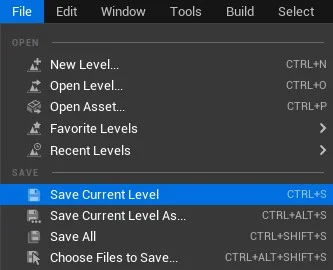 File Edit Window Tools Build Select
OPEN
New Level... CTRL+N
Open Level... CTRL+O
Open Asset... CTRL+P
Favorite Levels
Recent Levels
SAVE
Save Current Level CTRL+S
Save Current Level As... CTRL+ALT+S
Save All CTRL+SHIFT+S
Choose Files to Save... CTRL+ALT+SHIFT+S